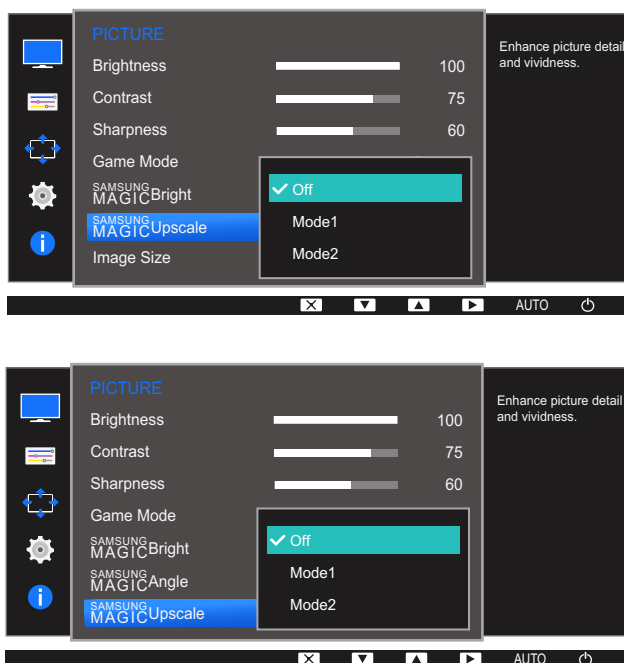 PICTURE
Brightness 100
Contrast 75
Sharpness 60
Game Mode
SAMSUNG
MAGICBright
SAMSUNG
MAGICUpscale
Image Size
Off
Mode1
Mode2
Enhance picture detail
and vividness.
AUTO
PICTURE
Brightness 100
Contrast 75
Sharpness 60
Game Mode
SAMSUNG
MAGICBright
SAMSUNG
MAGICAngle
SAMSUNG
MAGICUpscale
Off
Mode1
Mode2
Enhance picture detail
and vividness.
AUTO